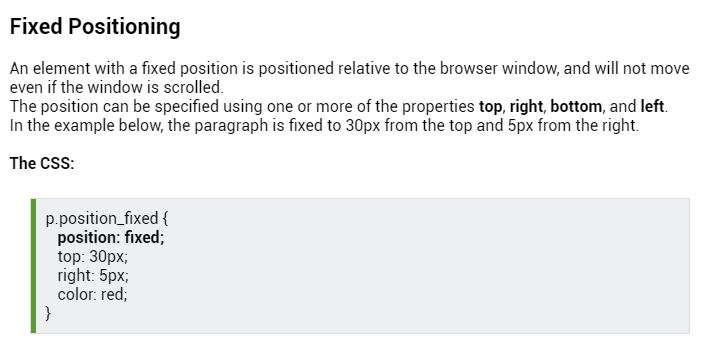 Fixed Positioning
An element with a fixed position is positioned relative to the browser window, and will not move
even if the window is scrolled.
The position can be specified using one or more of the properties top, right, bottom, and left.
In the example below, the paragraph is fixed to 30px from the top and 5px from the right.
The CSS:
p.position_fixed {
position: fixed;
top: 30px;
right: 5px;
color: red;
}